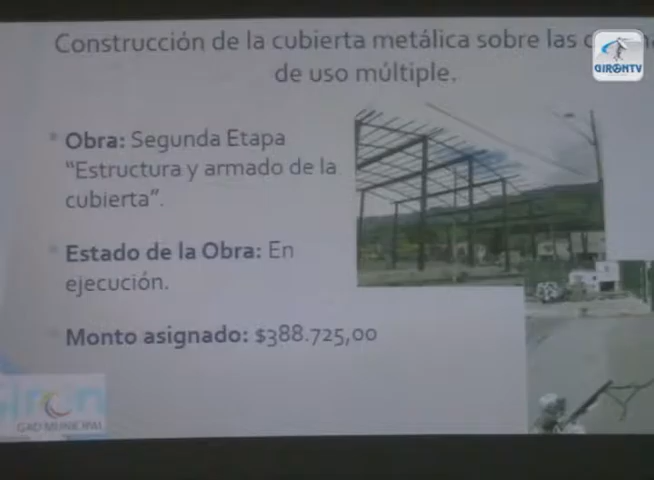 Construcción de la cubierta metálica sobre las
de uso múltiple.
GIRONTV
Obra: Segunda Etapa
“Estructura y armado de la
cubierta”.
Estado de la Obra: En
ejecución.
Monto asignado: $388.725,00
Giron
GAD MUNICIPAL